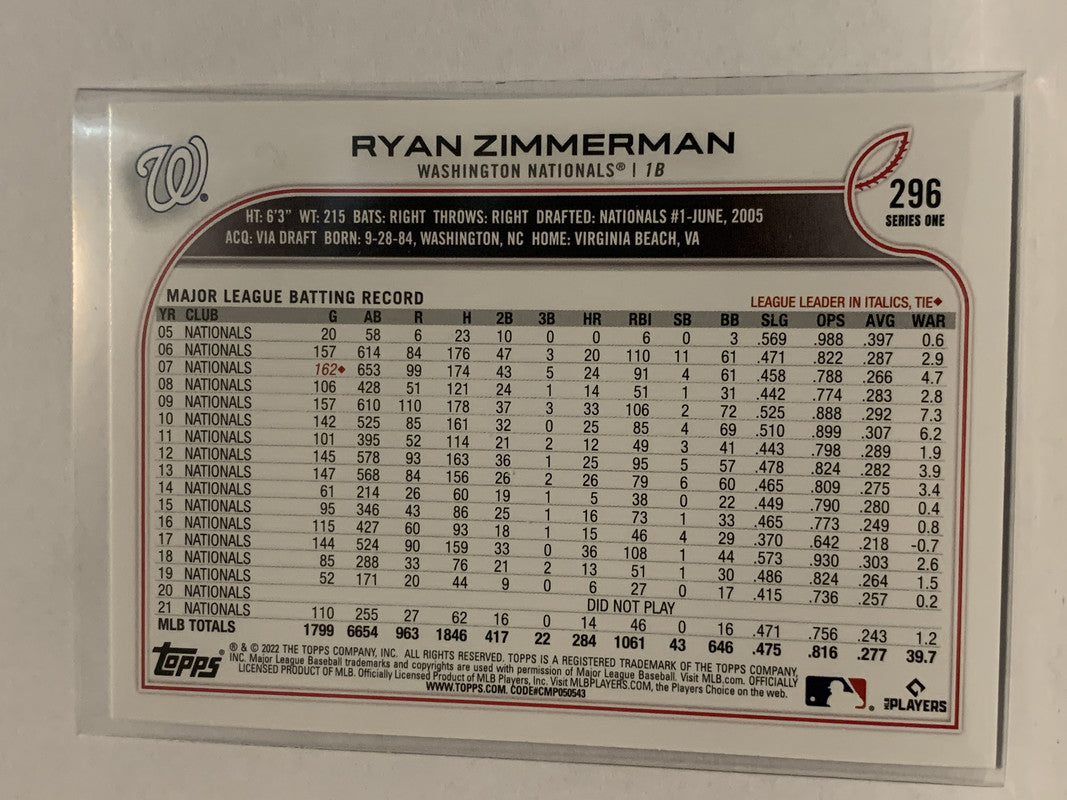 W®
RYAN ZIMMERMAN
WASHINGTON NATIONALS® | 1B
296
SERIES ONE
HT: 6'3" WT: 215 BATS: RIGHT THROWS: RIGHT DRAFTED: NATIONALS #1-JUNE, 2005
ACQ: VIA DRAFT BORN: 9-28-84, WASHINGTON, NC HOME: VIRGINIA BEACH, VA
MAJOR LEAGUE BATTING RECORD LEAGUE LEADER IN ITALICS, TIE♦
YR CLUB G AB R H 2B 3B HR RBI SB BB SLG OPS AVG WAR
05 NATIONALS 20 58 6 23 10 0 0 6 0 3 .569 .988 .397 0.6
06 NATIONALS 157 614 84 176 47 3 20 110 11 61 .471 .822 .287 2.9
07 NATIONALS 162♦ 653 99 174 43 5 24 91 4 61 .458 .788 .266 4.7
08 NATIONALS 106 428 51 121 24 1 14 51 1 31 .442 .774 .283 2.8
09 NATIONALS 157 610 110 178 37 3 33 106 2 72 .525 .888 .292 7.3
10 NATIONALS 142 525 85 161 32 0 25 85 4 69 .510 .899 .307 6.2
11 NATIONALS 101 395 52 114 21 2 12 49 3 41 .443 .798 .289 1.9
12 NATIONALS 145 578 93 163 36 1 25 95 5 57 .478 .824 .282 3.9
13 NATIONALS 147 568 84 156 26 2 26 79 6 60 .465 .809 .275 3.4
14 NATIONALS 61 214 26 60 19 1 5 38 0 22 .449 .790 .280 0.4
15 NATIONALS 95 346 43 86 25 1 16 73 1 33 .465 .773 .249 0.8
16 NATIONALS 115 427 60 93 18 1 15 46 4 29 .370 .642 .218 -0.7
17 NATIONALS 144 524 90 159 33 0 36 108 1 44 .573 .930 .303 2.6
18 NATIONALS 85 288 33 76 21 2 13 51 1 30 .486 .824 .264 1.5
19 NATIONALS 52 171 20 44 9 0 6 27 0 17 .415 .736 .257 0.2
20 NATIONALS DID NOT PLAY
21 NATIONALS 110 255 27 62 16 0 14 46 0 16 .471 .756 .243 1.2
MLB TOTALS 1799 6654 963 1846 417 22 284 1061 43 646 .475 .816 .277 39.7
Topps®
® & © 2022 THE TOPPS COMPANY, INC. ALL RIGHTS RESERVED. TOPPS IS A REGISTERED TRADEMARK OF THE TOPPS COMPANY,
INC. Major League Baseball trademarks and copyrights are used with permission of Major League Baseball. Visit MLB.com. OFFICIALLY
LICENSED PRODUCT OF MLB. Officially Licensed Product of MLB Players, Inc. Visit MLBPLAYERS.COM, the Players Choice on the web.
WWW.TOPPS.COM. CODE#CMP050543
MLB PLAYERS